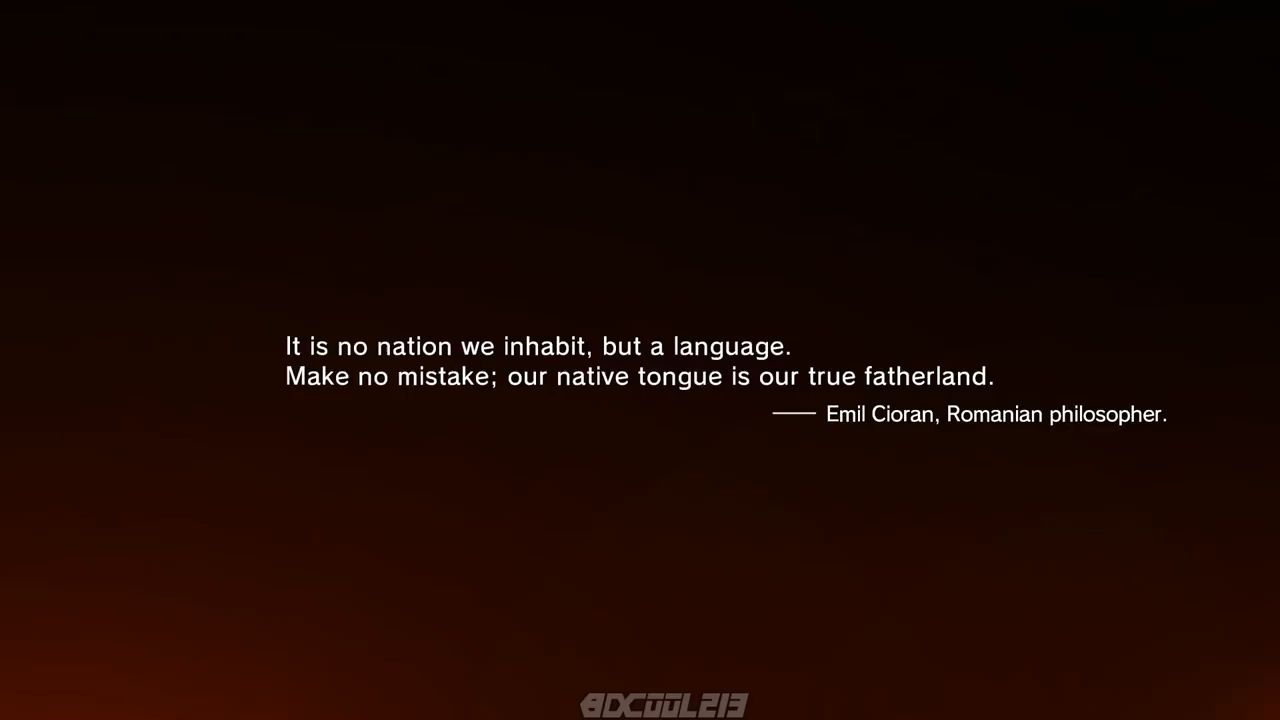 It is no nation we inhabit, but a language.
Make no mistake; our native tongue is our true fatherland.
—— Emil Cioran, Romanian philosopher.
ADCOOL213